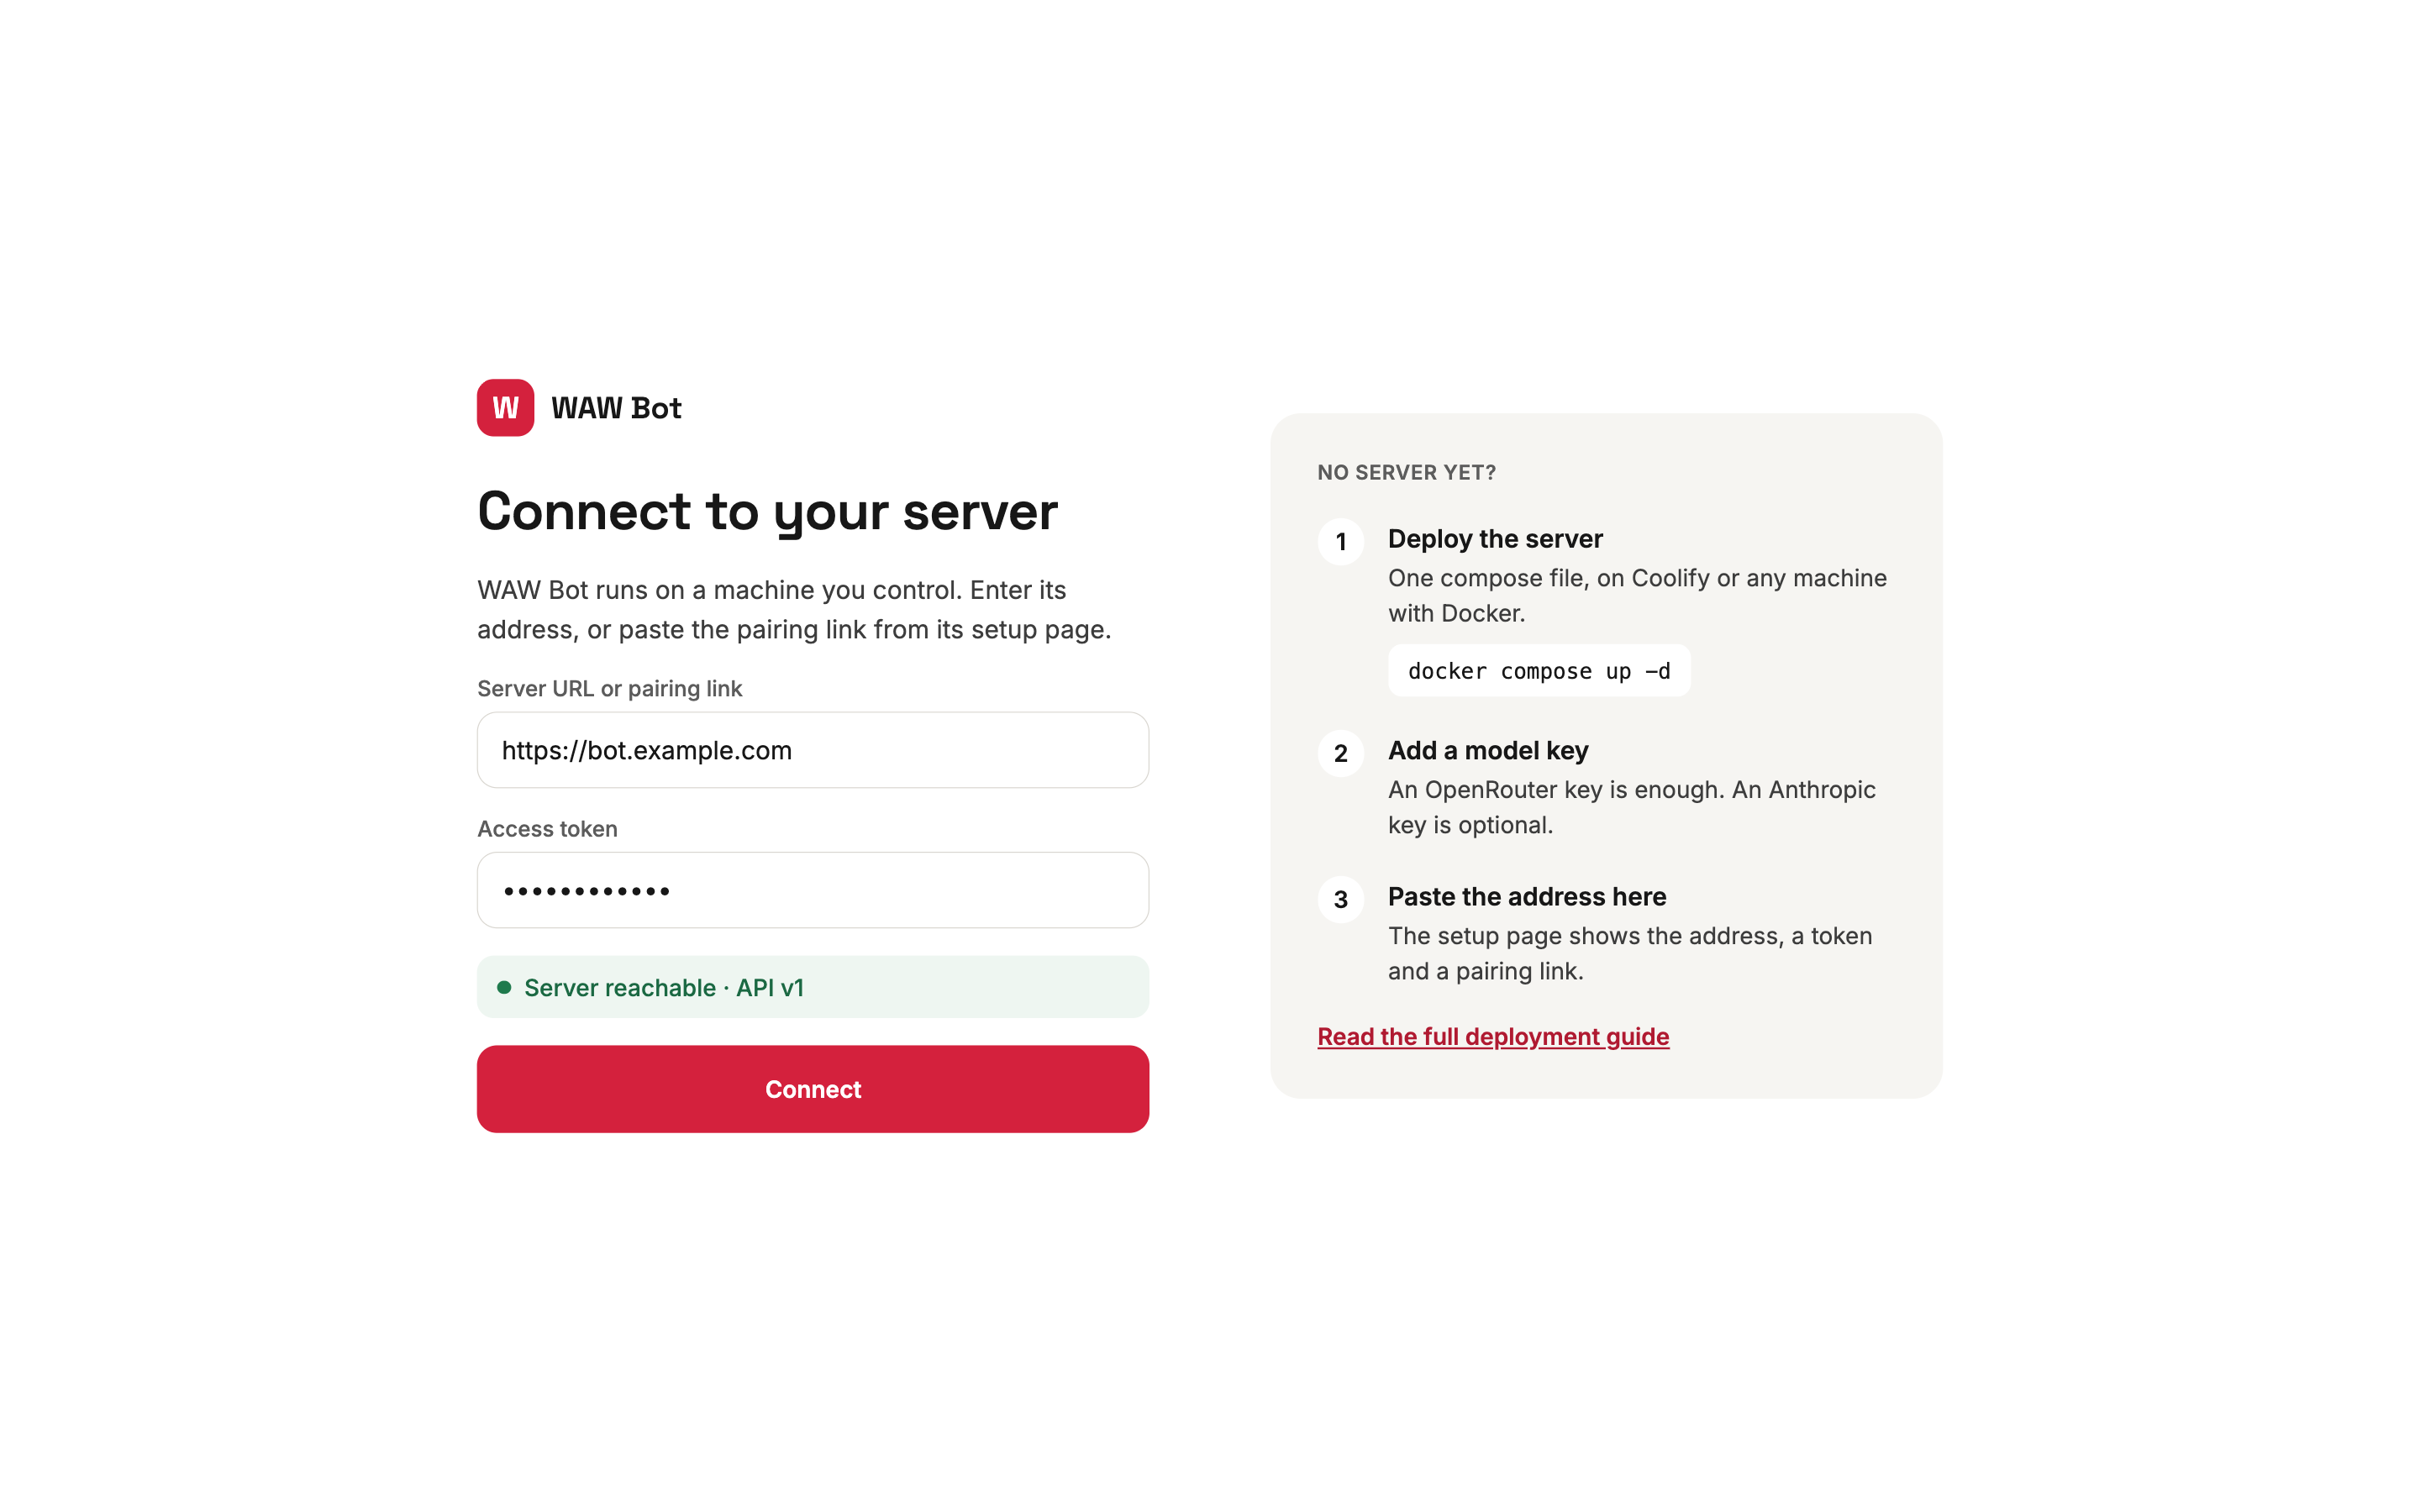 W
WAW Bot
Connect to your server
WAW Bot runs on a machine you control. Enter its
address, or paste the pairing link from its setup page.
Server URL or pairing link
https://bot.example.com
Access token
••••••••••••
Server reachable · API v1
Connect
NO SERVER YET?
1
Deploy the server
One compose file, on Coolify or any machine
with Docker.
docker compose up -d
2
Add a model key
An OpenRouter key is enough. An Anthropic
key is optional.
3
Paste the address here
The setup page shows the address, a token
and a pairing link.
Read the full deployment guide